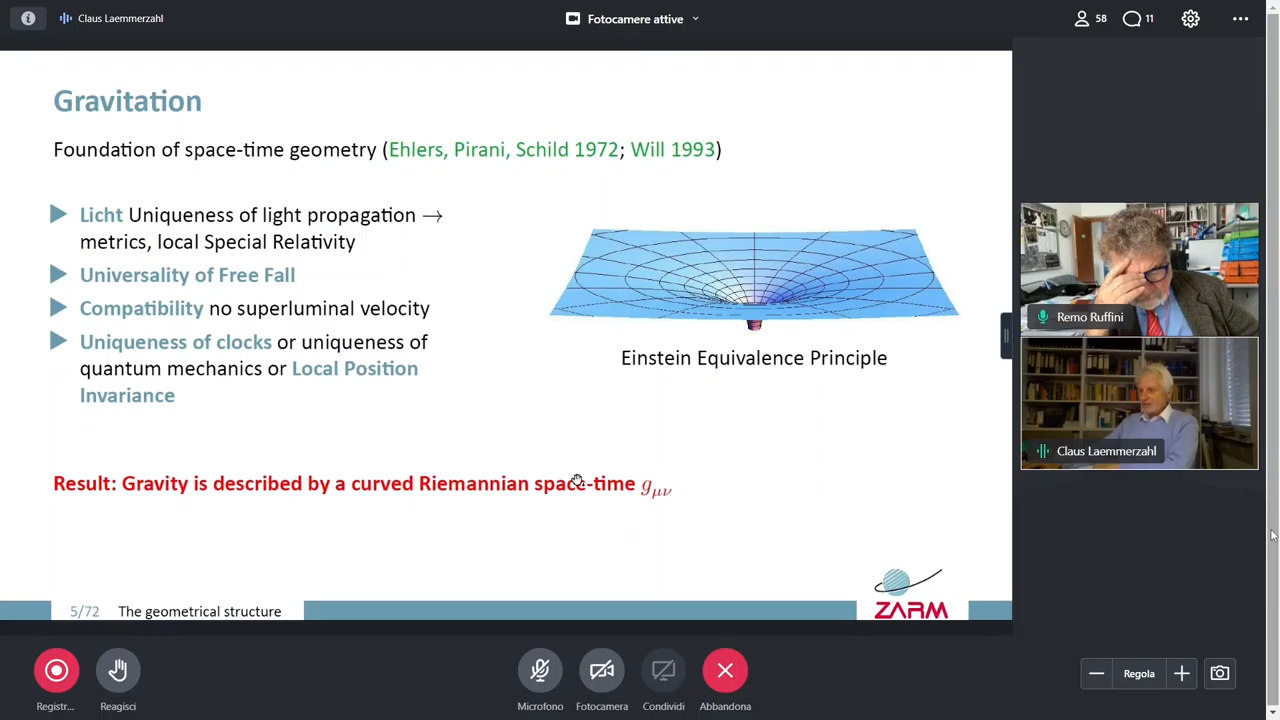 Claus Laemmerzahl
Fotocamere attive
58
11
Gravitation
Foundation of space-time geometry (Ehlers, Pirani, Schild 1972; Will 1993)
Licht Uniqueness of light propagation →
metrics, local Special Relativity
Universality of Free Fall
Compatibility no superluminal velocity
Uniqueness of clocks or uniqueness of
quantum mechanics or Local Position
Invariance
Einstein Equivalence Principle
Result: Gravity is described by a curved Riemannian space-time gμν
Remo Ruffini
Claus Laemmerzahl
5/72 The geometrical structure
ZARM
Registr...
Reagisci
Microfono
Fotocamera
Condividi
Abbandona
Regola